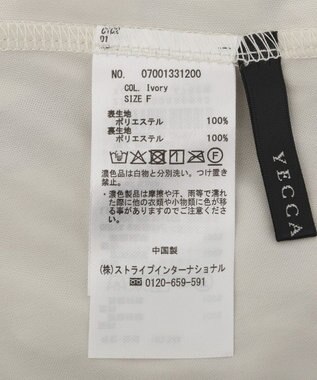 NO. 07001331200
COL. Ivory
SIZE F
表生地
ポリエステル 100%
裏生地
ポリエステル 100%
濃色品は白物と分別洗い。つけ置き
禁止。
・濃色製品は摩擦や汗、雨等で濡れ
た際に他の衣類や小物類に色が移
る事がありますのでご注意くださ
い。
中国製
(株)ストライプインターナショナル
0120-659-591
YECCA